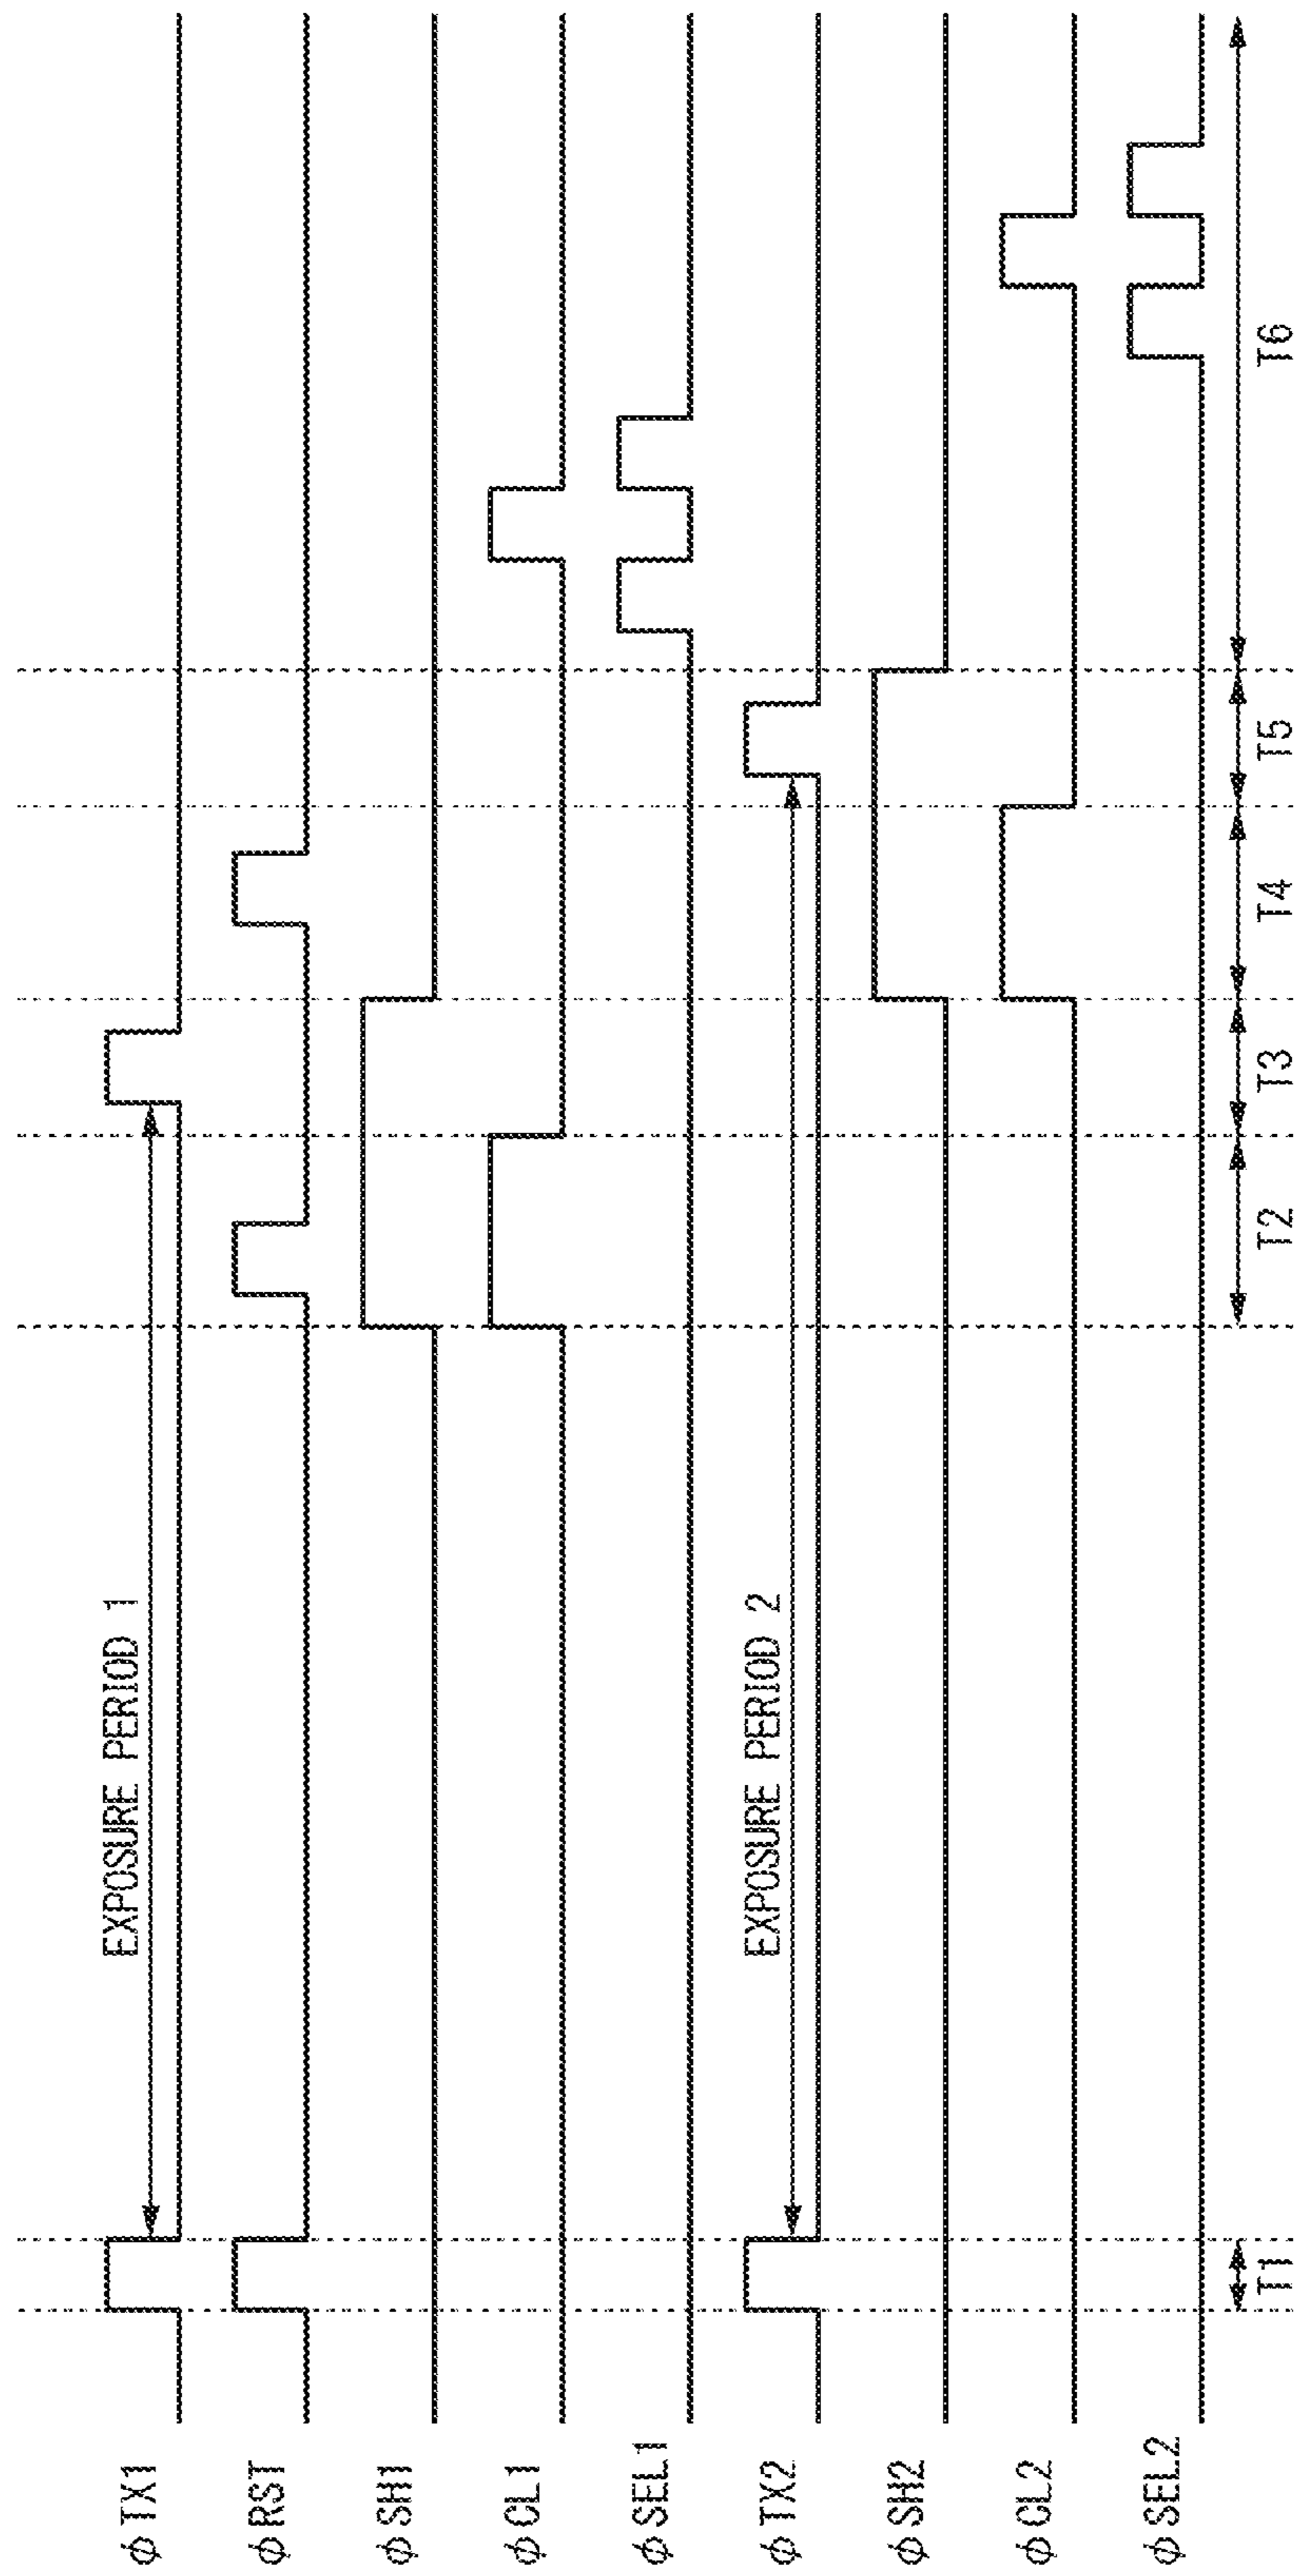 φTX1
EXPOSURE PERIOD 1
φRST
φSH1
φCL1
φSEL1
φTX2
EXPOSURE PERIOD 2
φSH2
φCL2
φSEL2
T1
T2
T3
T4
T5
T6